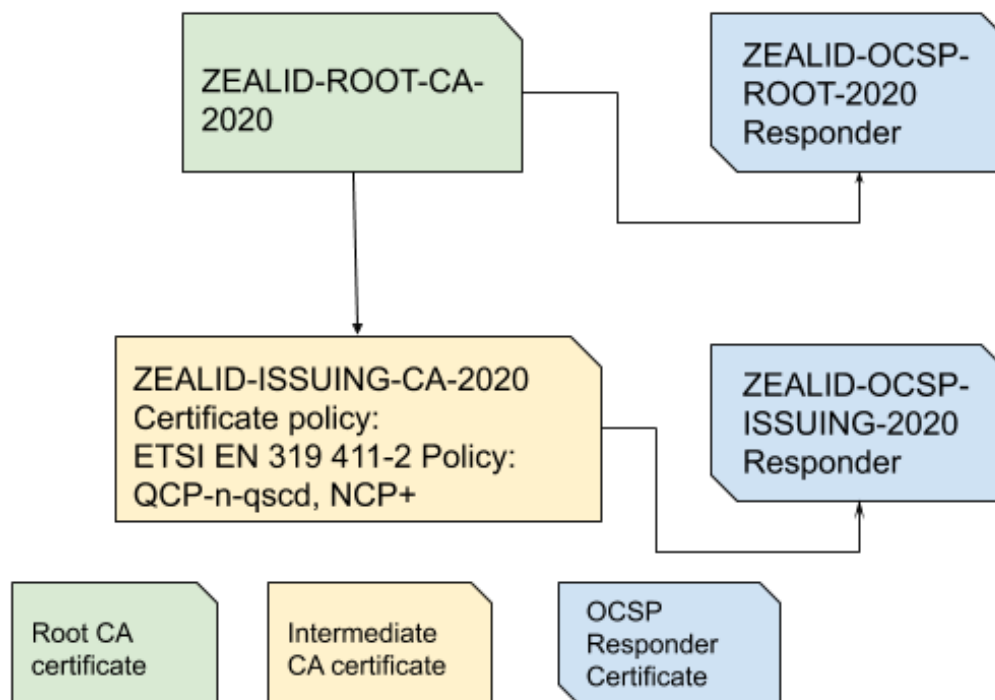 ZEALID-ROOT-CA-
2020
ZEALID-OCSP-
ROOT-2020
Responder
ZEALID-ISSUING-CA-2020
Certificate policy:
ETSI EN 319 411-2 Policy:
QCP-n-qscd, NCP+
ZEALID-OCSP-
ISSUING-2020
Responder
Root CA
certificate
Intermediate
CA certificate
OCSP
Responder
Certificate